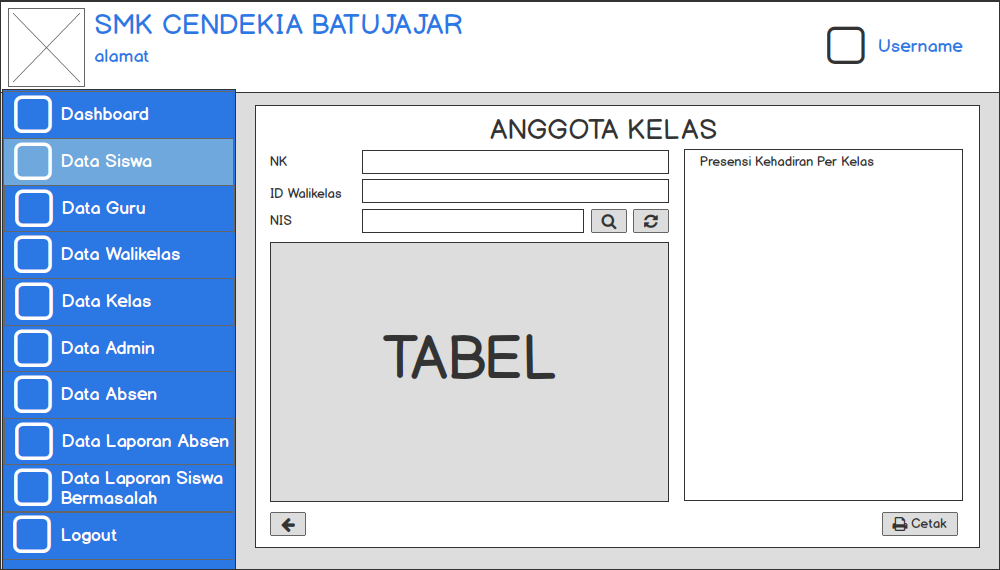 SMK CENDEKIA BATUJAJAR
alamat
Username
Dashboard
Data Siswa
Data Guru
Data Walikelas
Data Kelas
Data Admin
Data Absen
Data Laporan Absen
Data Laporan Siswa
Bermasalah
Logout
ANGGOTA KELAS
NK
ID Walikelas
NIS
TABEL
Presensi Kehadiran Per Kelas
Cetak